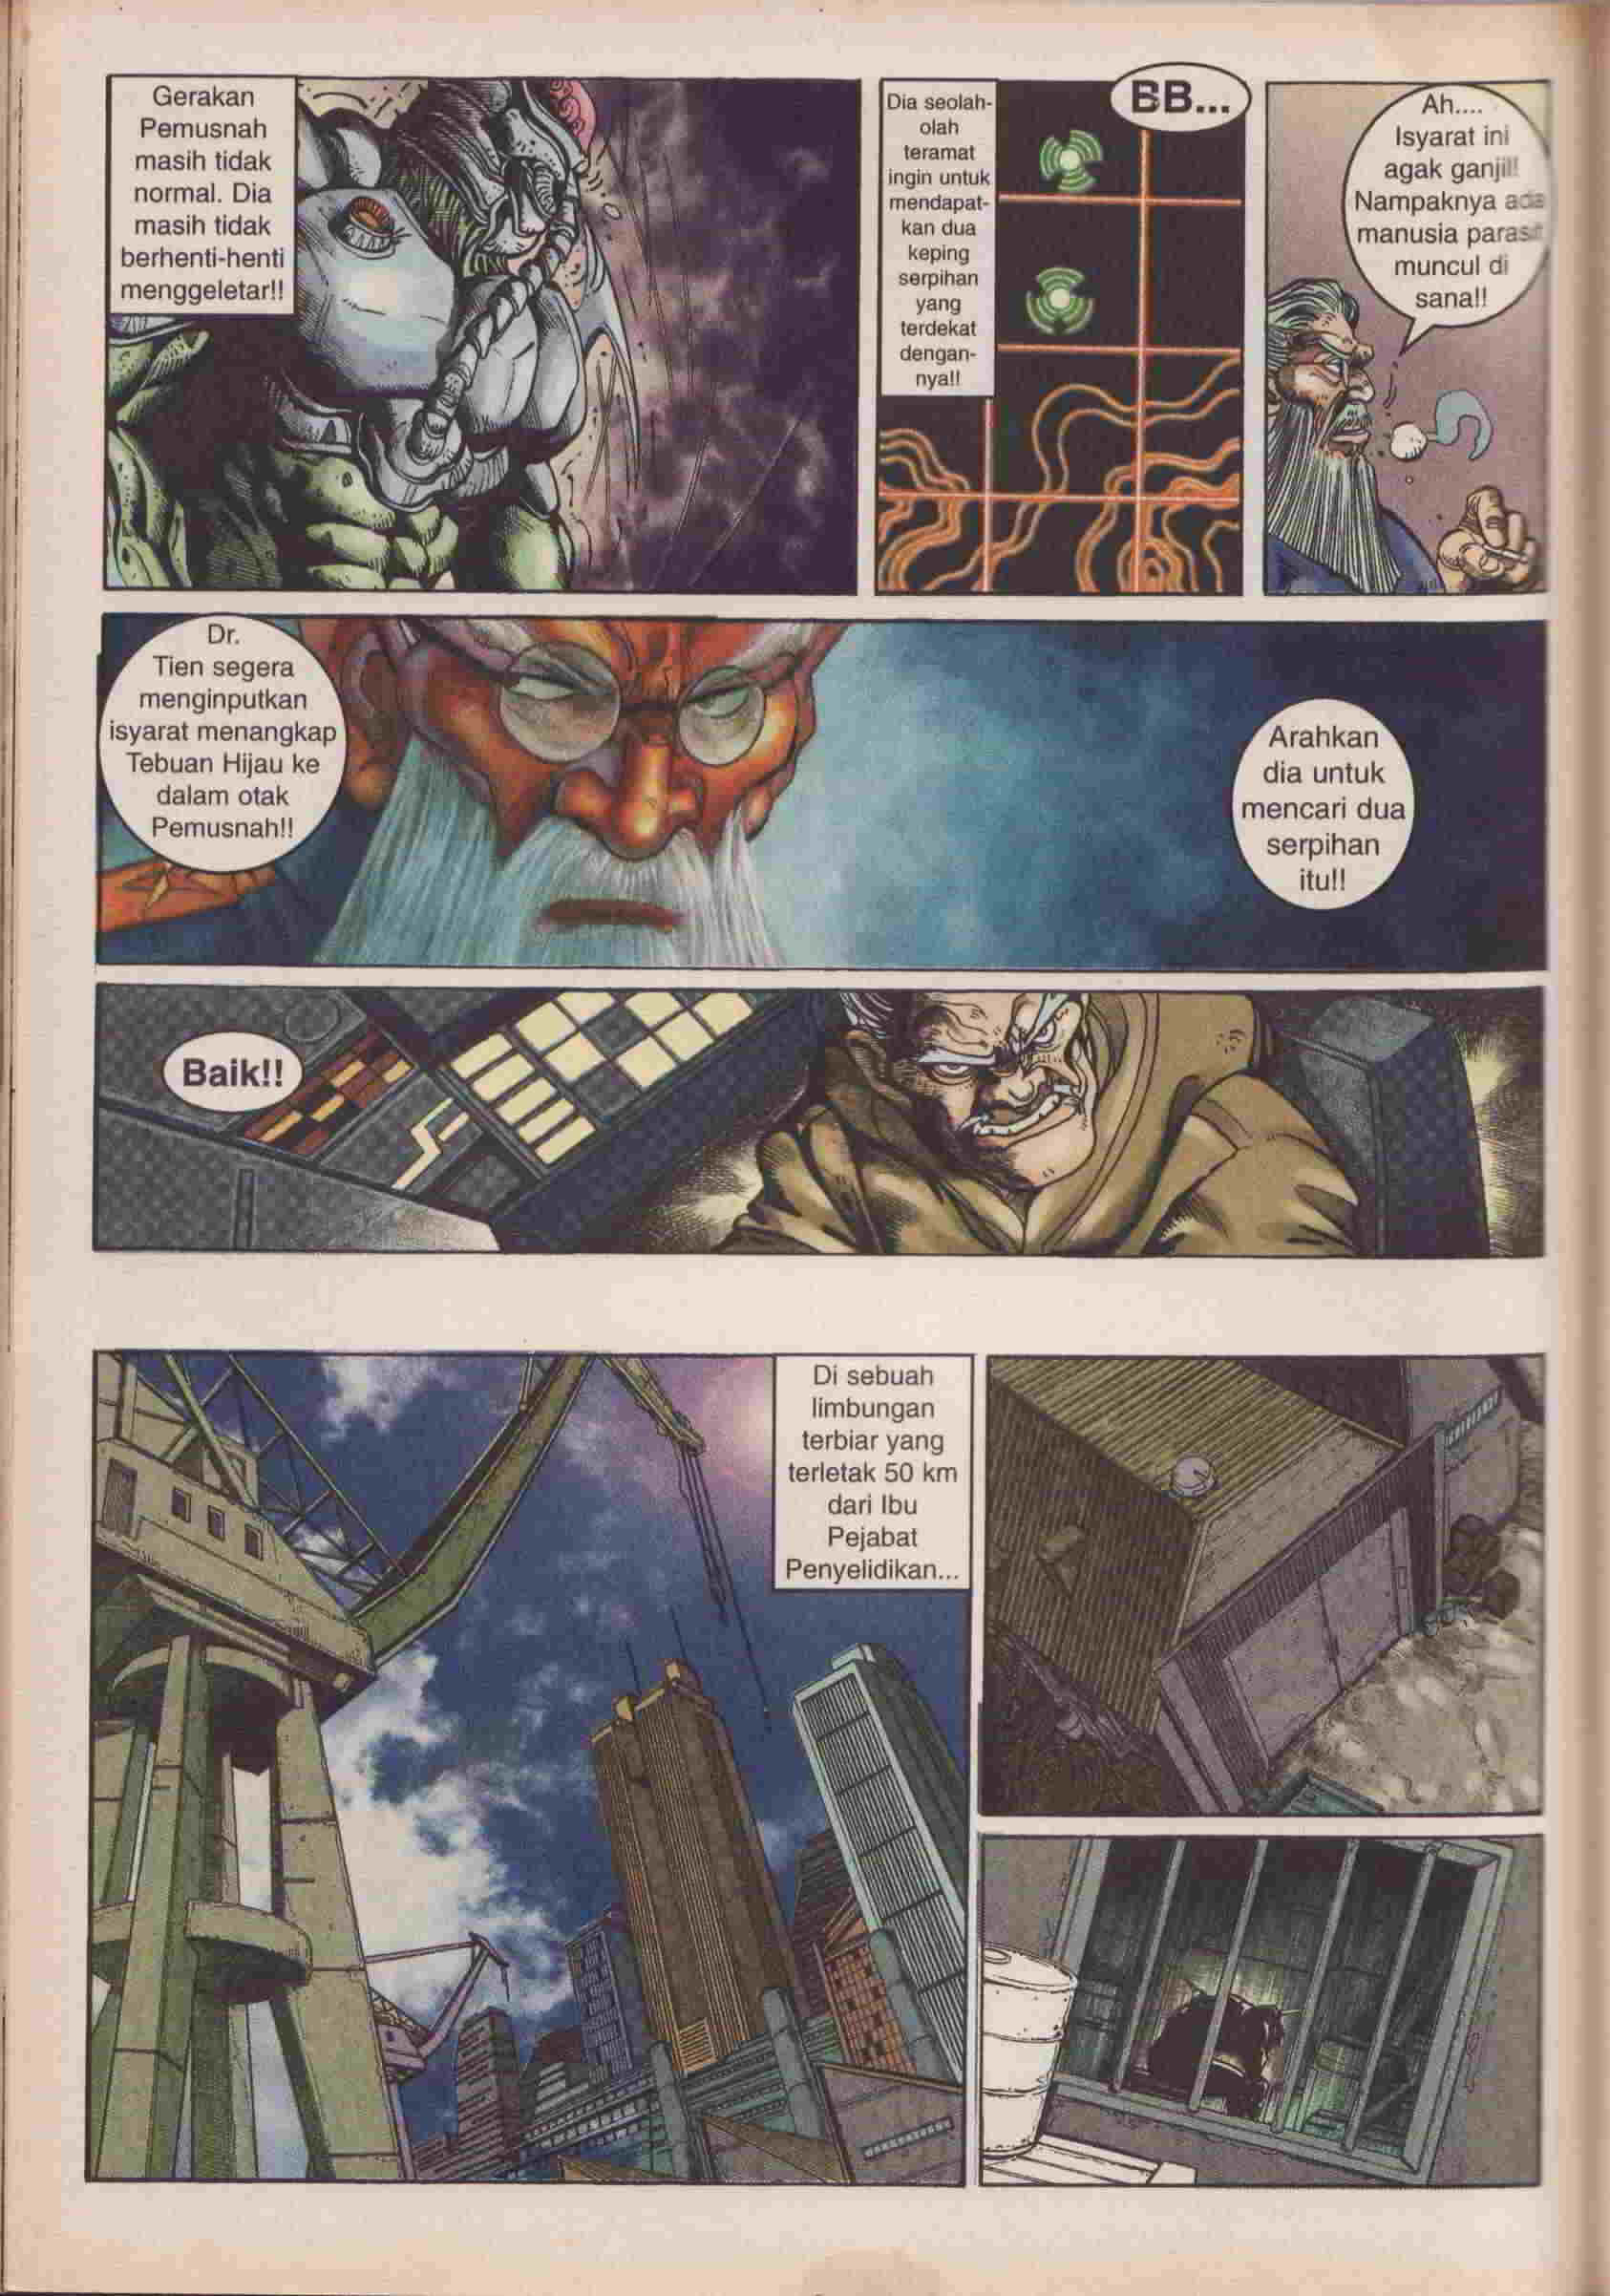 Gerakan
Pemusnah
masih tidak
normal. Dia
masih tidak
berhenti-henti
menggeletar!!
Dia seolah-
olah
teramat
ingin untuk
mendapat-
kan dua
keping
serpihan
yang
terdekat
dengan-
nya!!
BB...
Ah....
Isyarat ini
agak ganjil!!
Nampaknya ada
manusia parasit
muncul di
sana!!
Dr.
Tien segera
menginputkan
isyarat menangkap
Tebuan Hijau ke
dalam otak
Pemusnah!!
Arahkan
dia untuk
mencari dua
serpihan
itu!!
Baik!!
Di sebuah
limbungan
terbiar yang
terletak 50 km
dari Ibu
Pejabat
Penyelidikan...